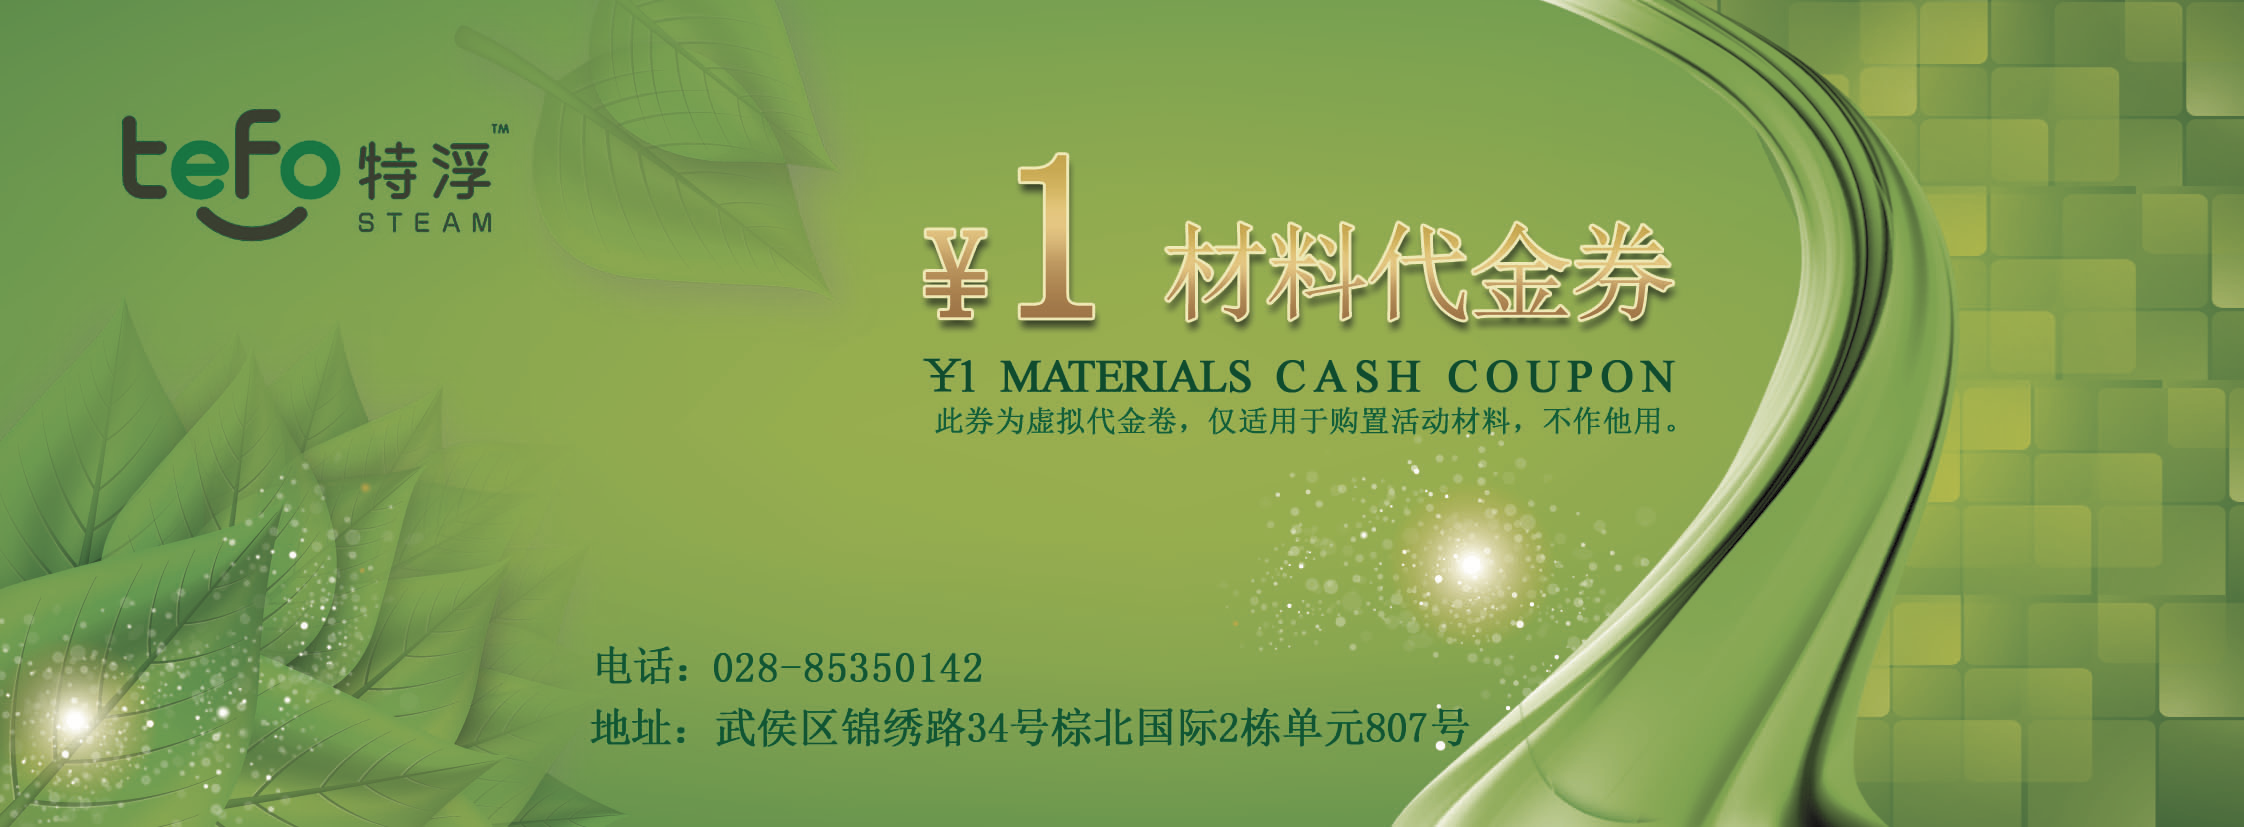 tefo 特浮 TM
STEAM
¥1 材料代金券
¥1 MATERIALS CASH COUPON
此券为虚拟代金卷，仅适用于购置活动材料，不作他用。
电话：028-85350142
地址：武侯区锦绣路34号棕北国际2栋单元807号